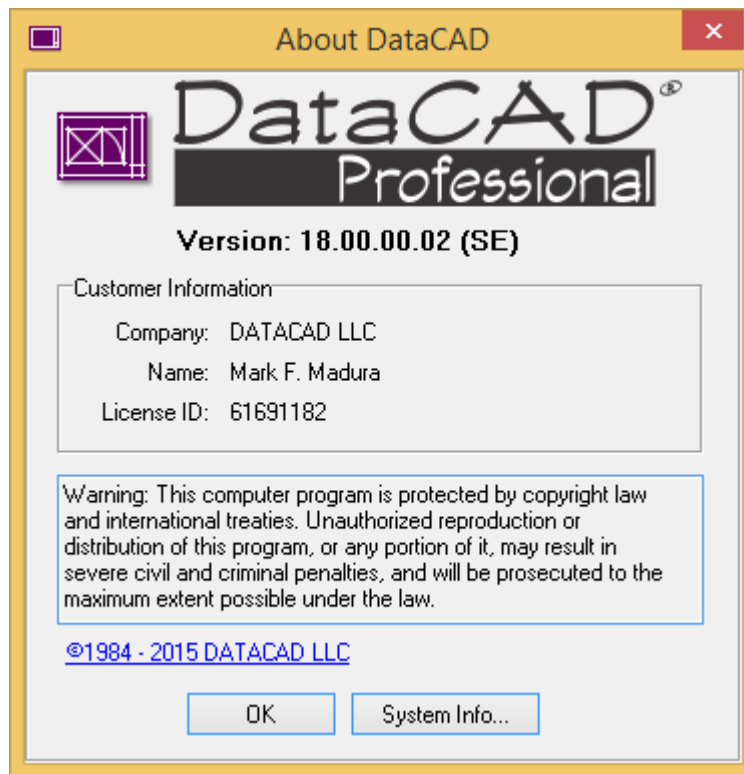 About DataCAD
DataCAD®
Professional
Version: 18.00.00.02 (SE)
Customer Information
Company: DATACAD LLC
Name: Mark F. Madura
License ID: 61691182
Warning: This computer program is protected by copyright law
and international treaties. Unauthorized reproduction or
distribution of this program, or any portion of it, may result in
severe civil and criminal penalties, and will be prosecuted to the
maximum extent possible under the law.
©1984 - 2015 DATACAD LLC
OK
System Info...